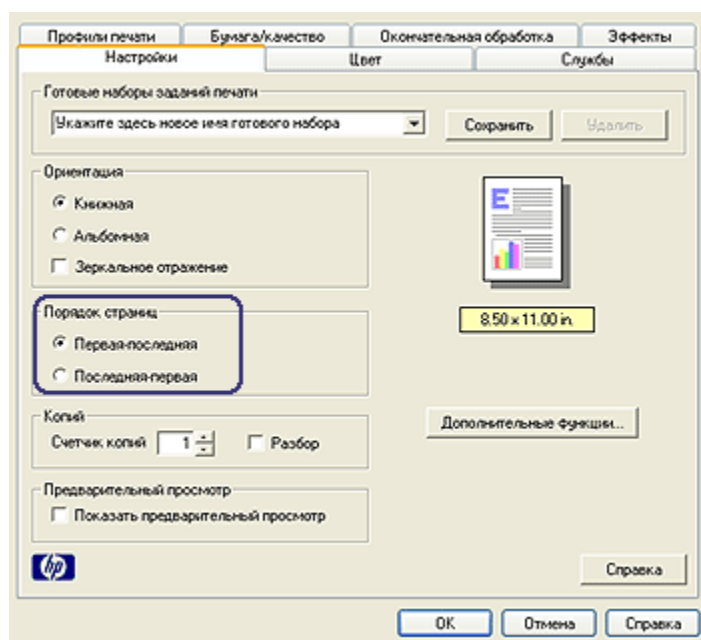 Профили печати Бумага/качество Окончательная обработка Эффекты
Настройки Цвет Службы
Готовые наборы заданий печати
Укажите здесь новое имя готового набора Сохранить Удалить
Ориентация
Книжная
Альбомная
Зеркальное отражение
E
8.50 x 11.00 in.
Порядок страниц
Первая-последняя
Последняя-первая
Копий
Счетчик копий 1 Разбор
Дополнительные функции...
Предварительный просмотр
Показать предварительный просмотр
hp Справка
OK Отмена Справка